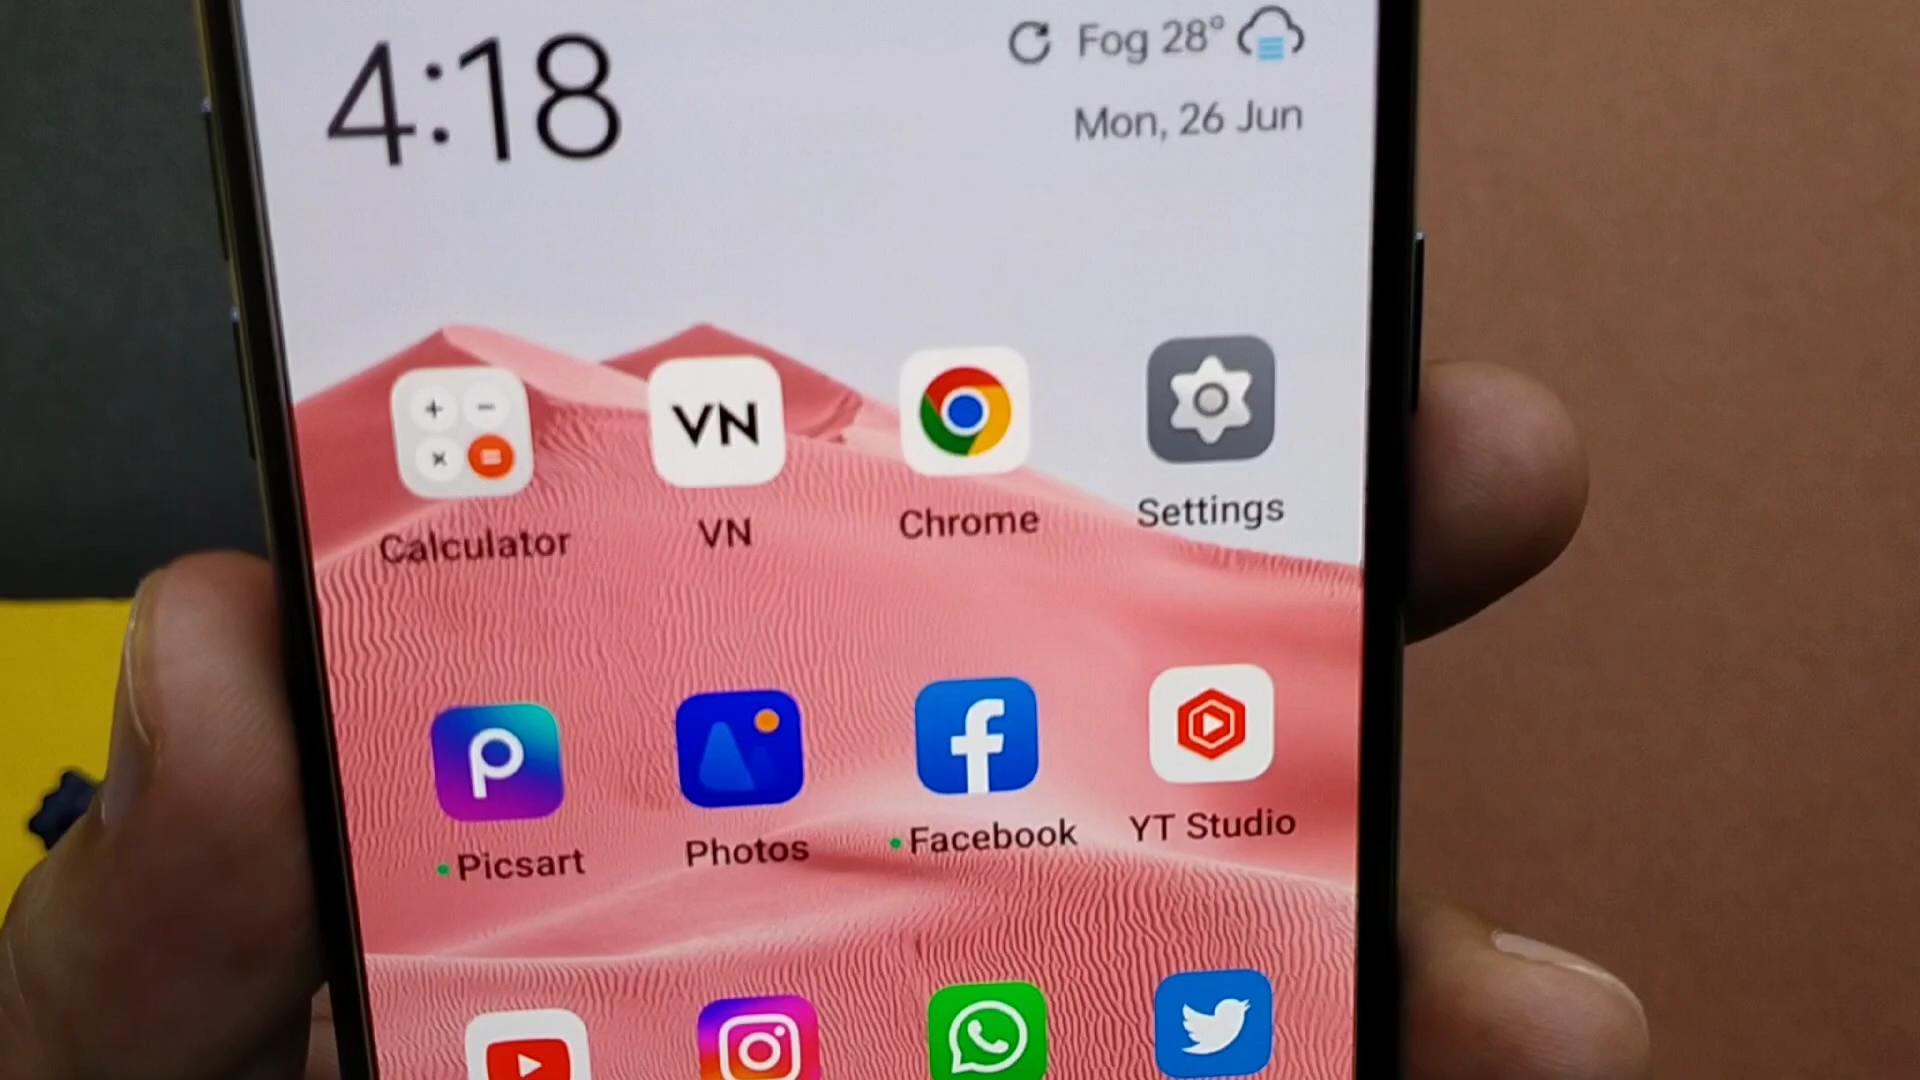 4:18
Fog 28°
Mon, 26 Jun
VN
Calculator
VN
Chrome
Settings
Picsart
Photos
Facebook
YT Studio